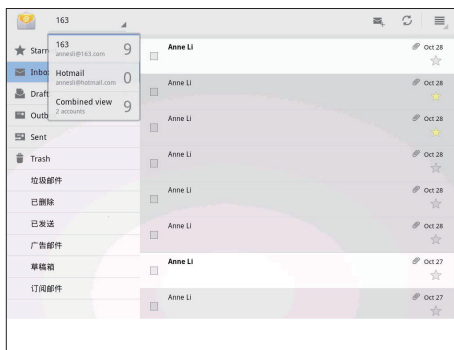 163
163
annesli@163.com
9
Hotmail
annesli@hotmail.com
0
Combined view
2 accounts
9
Starr
Inbo
Draft
Outb
Sent
Trash
垃圾邮件
已删除
已发送
广告邮件
草稿箱
订阅邮件
Anne Li
Oct 28
Anne Li
Oct 28
Anne Li
Oct 28
Anne Li
Oct 28
Anne Li
Oct 28
Anne Li
Oct 28
Anne Li
Oct 27
Anne Li
Oct 27